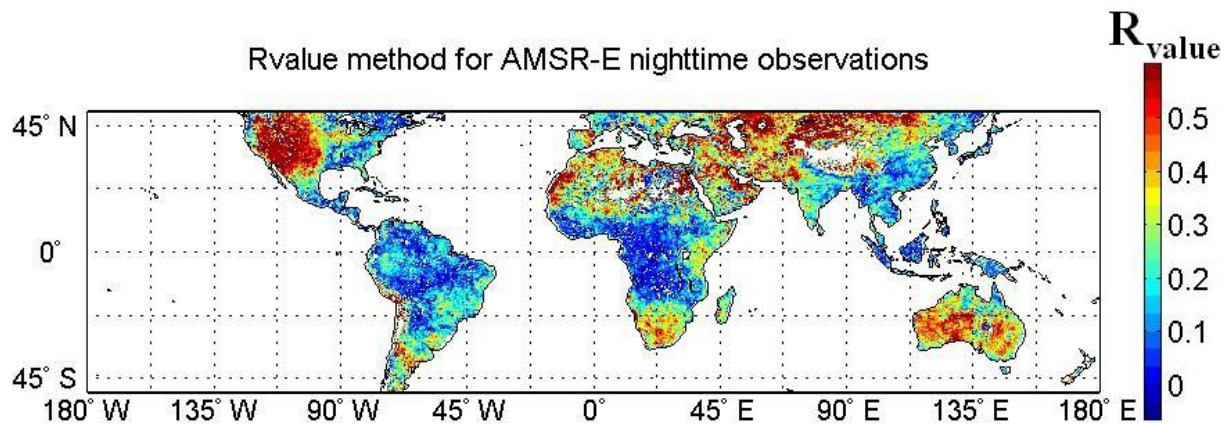 R value
Rvalue method for AMSR-E nighttime observations
0.5
0.4
0.3
0.2
0.1
0
45° N
0°
45° S
180° W 135° W 90° W 45° W 0° 45° E 90° E 135° E 180° E